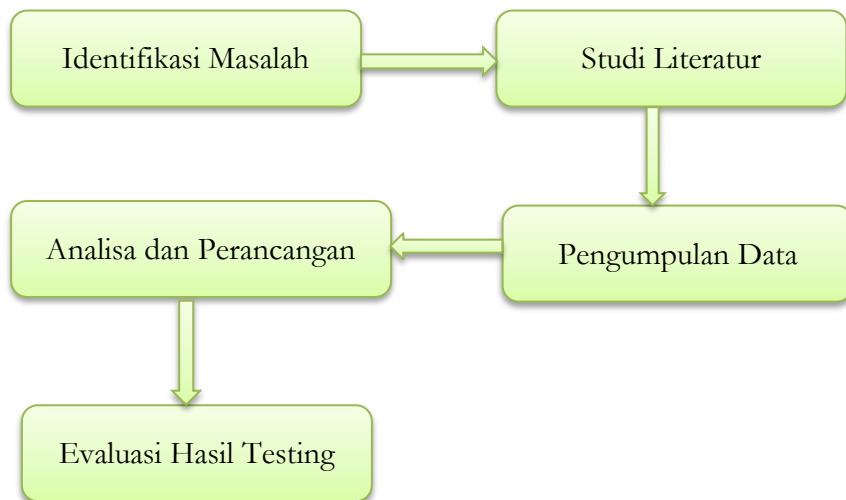 Identifikasi Masalah
Studi Literatur
Pengumpulan Data
Analisa dan Perancangan
Evaluasi Hasil Testing